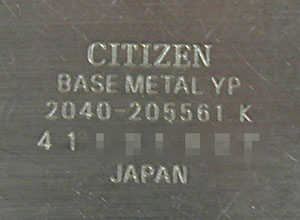 CITIZEN
BASE METAL YP
2040-205561 K
4 1
JAPAN